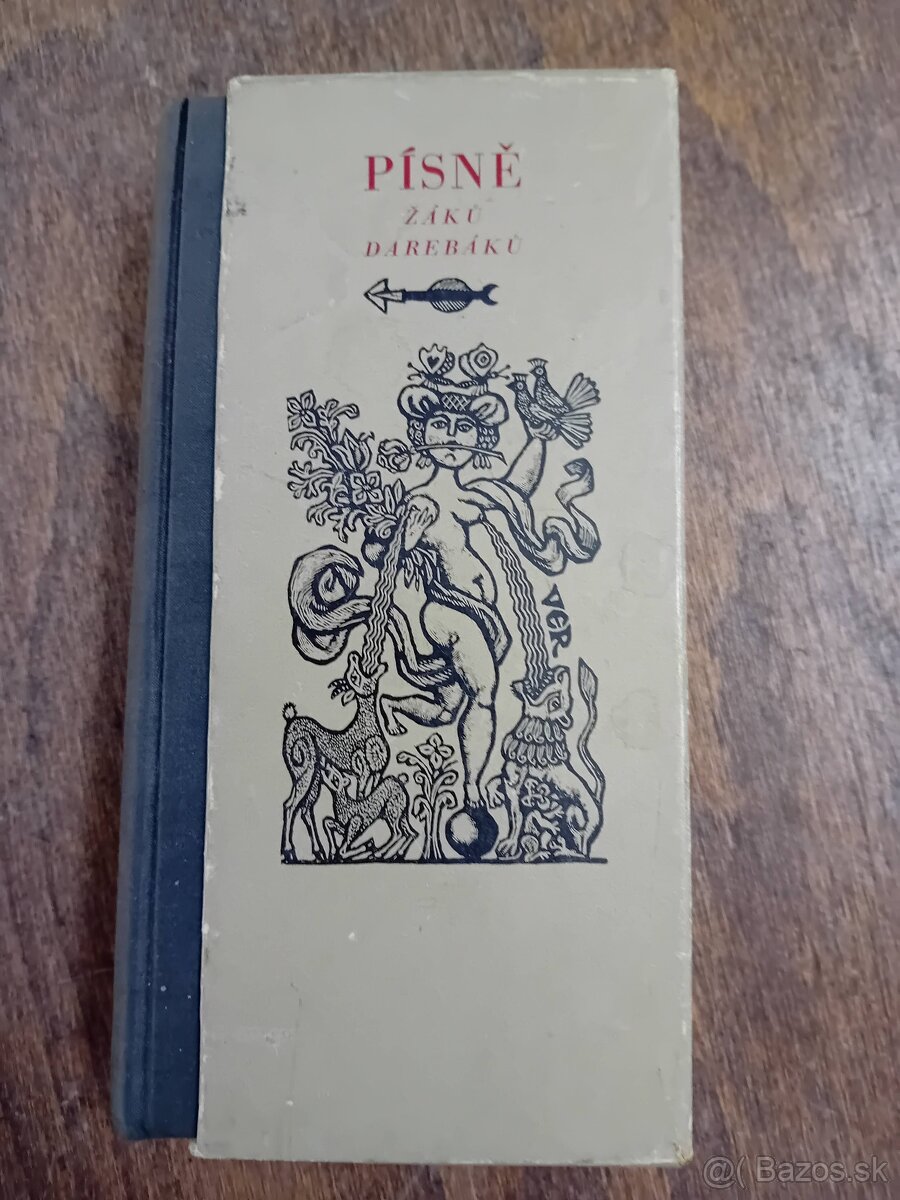 PÍSNĚ
ŽÁKŮ
DAREBÁKŮ
VER
@( Bazos.sk